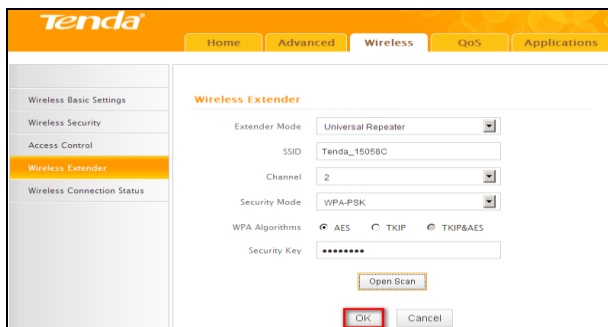 Tenda
Home Advanced Wireless QoS Applications
Wireless Basic Settings
Wireless Security
Access Control
Wireless Extender
Wireless Connection Status
Wireless Extender
Extender Mode Universal Repeater
SSID Tenda_15058C
Channel 2
Security Mode WPA-PSK
WPA Algorithms AES TKIP TKIP&AES
Security Key ••••••••
Open Scan
OK Cancel